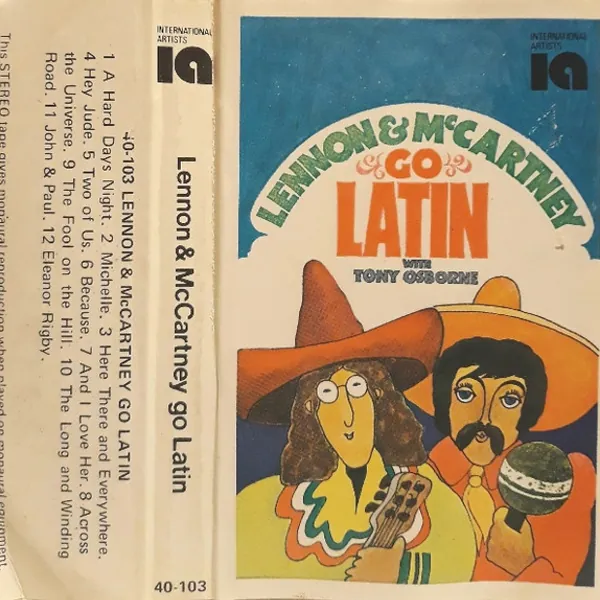 INTERNATIONAL
ARTISTS
ia
LENNON & McCARTNEY
GO
LATIN
WITH
TONY OSBORNE
INTERNATIONAL
ARTISTS
ia
Lennon & McCartney go Latin
40-103
40-103 LENNON & McCARTNEY GO LATIN
1 A Hard Days Night. 2 Michelle. 3 Here There and Everywhere.
4 Hey Jude. 5 Two of Us. 6 Because. 7 And I Love Her. 8 Across
the Universe. 9 The Fool on the Hill. 10 The Long and Winding
Road. 11 John & Paul. 12 Eleanor Rigby.
This STEREO tape gives monaural reproduction when played on monaural equipment.